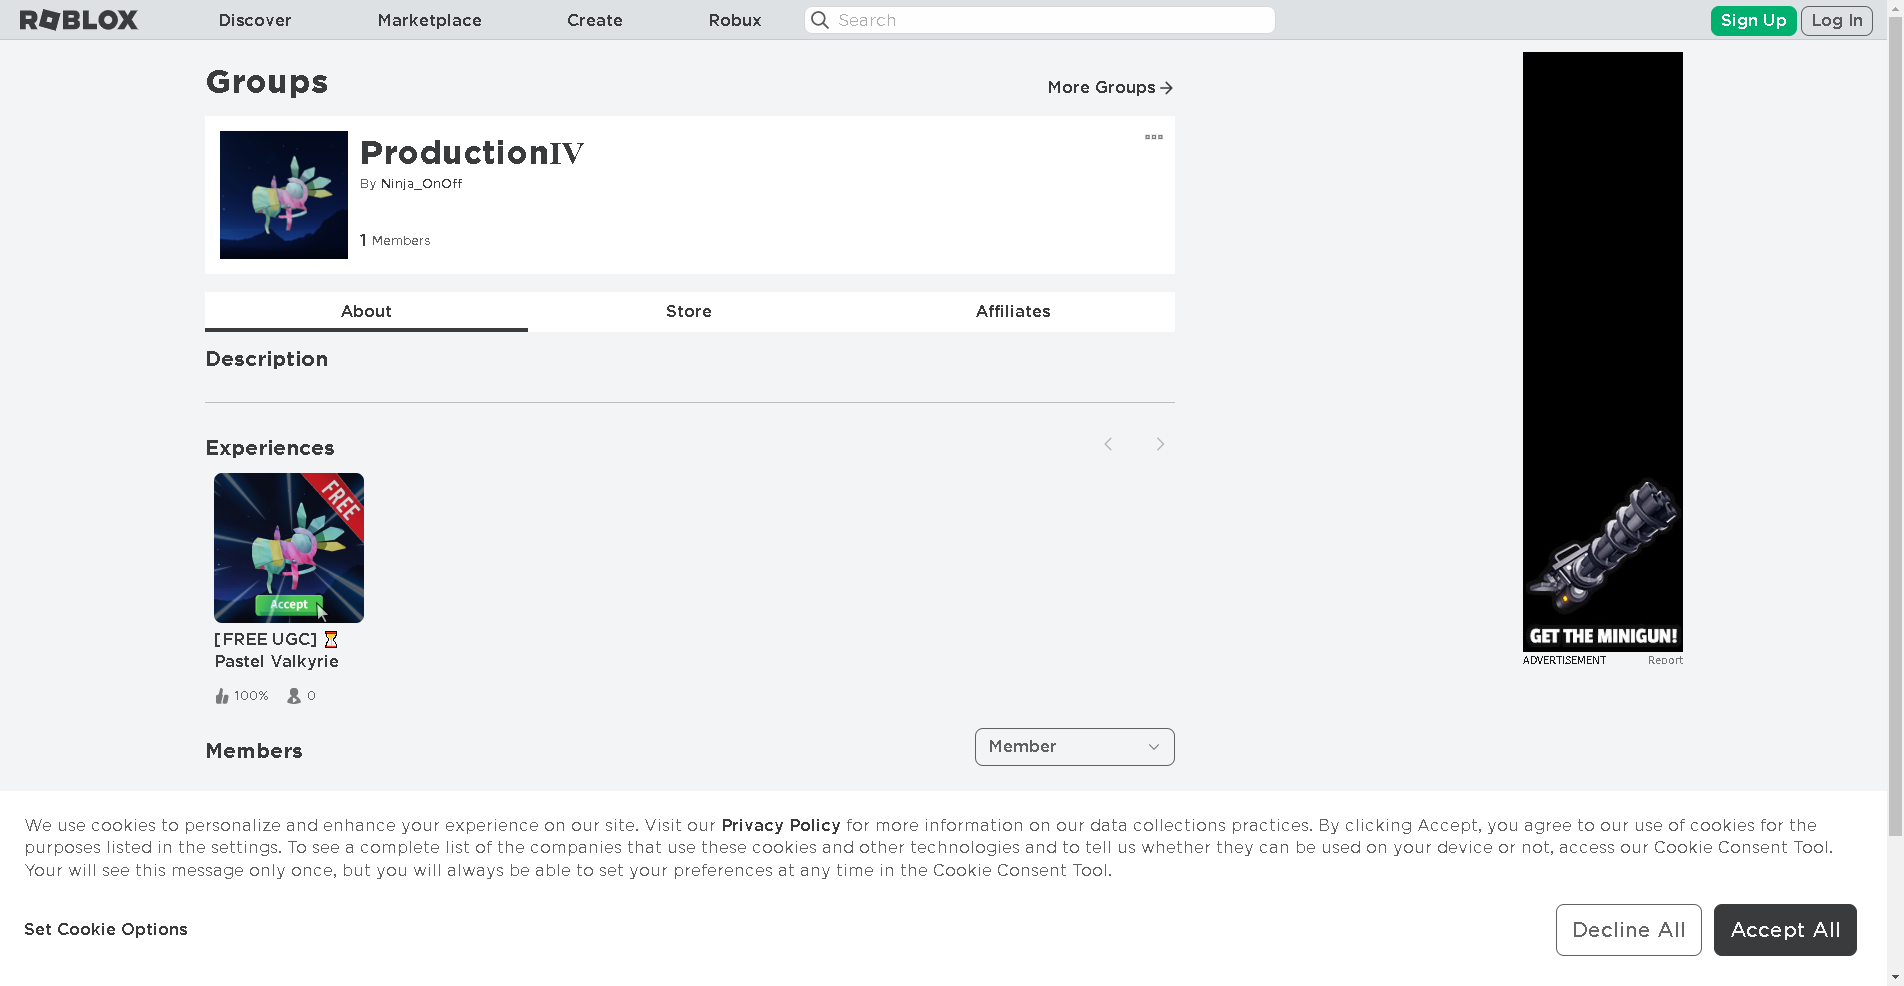 ROBLOX Discover Marketplace Create Robux Search Sign Up Log In
Groups
More Groups
ProductionIV
By Ninja_OnOff
1 Members
About Store Affiliates
Description
Experiences
FREE
Accept
[FREE UGC] ⏳
Pastel Valkyrie
100% 0
Members
Member
GET THE MINIGUN!
ADVERTISEMENT Report
We use cookies to personalize and enhance your experience on our site. Visit our Privacy Policy for more information on our data collections practices. By clicking Accept, you agree to our use of cookies for the
purposes listed in the settings. To see a complete list of the companies that use these cookies and other technologies and to tell us whether they can be used on your device or not, access our Cookie Consent Tool.
Your will see this message only once, but you will always be able to set your preferences at any time in the Cookie Consent Tool.
Set Cookie Options
Decline All Accept All